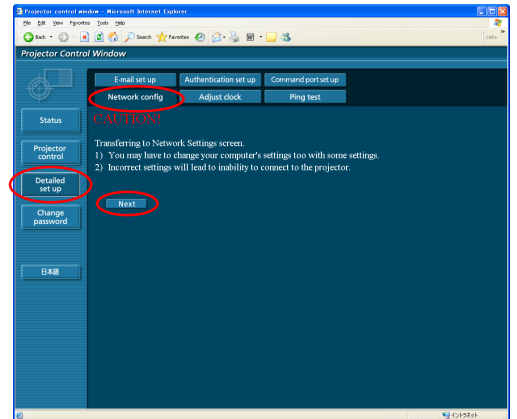 Projector control window - Microsoft Internet Explorer
File Edit View Favorites Tools Help
Back Search Favorites Links
Projector Control Window
E-mail set up Authentication set up Command port set up
Network config Adjust clock Ping test
Status
CAUTION!
Projector control
Transferring to Network Settings screen.
1) You may have to change your computer's settings too with some settings.
2) Incorrect settings will lead to inability to connect to the projector.
Detailed set up
Next
Change password
日本語
イントラネット